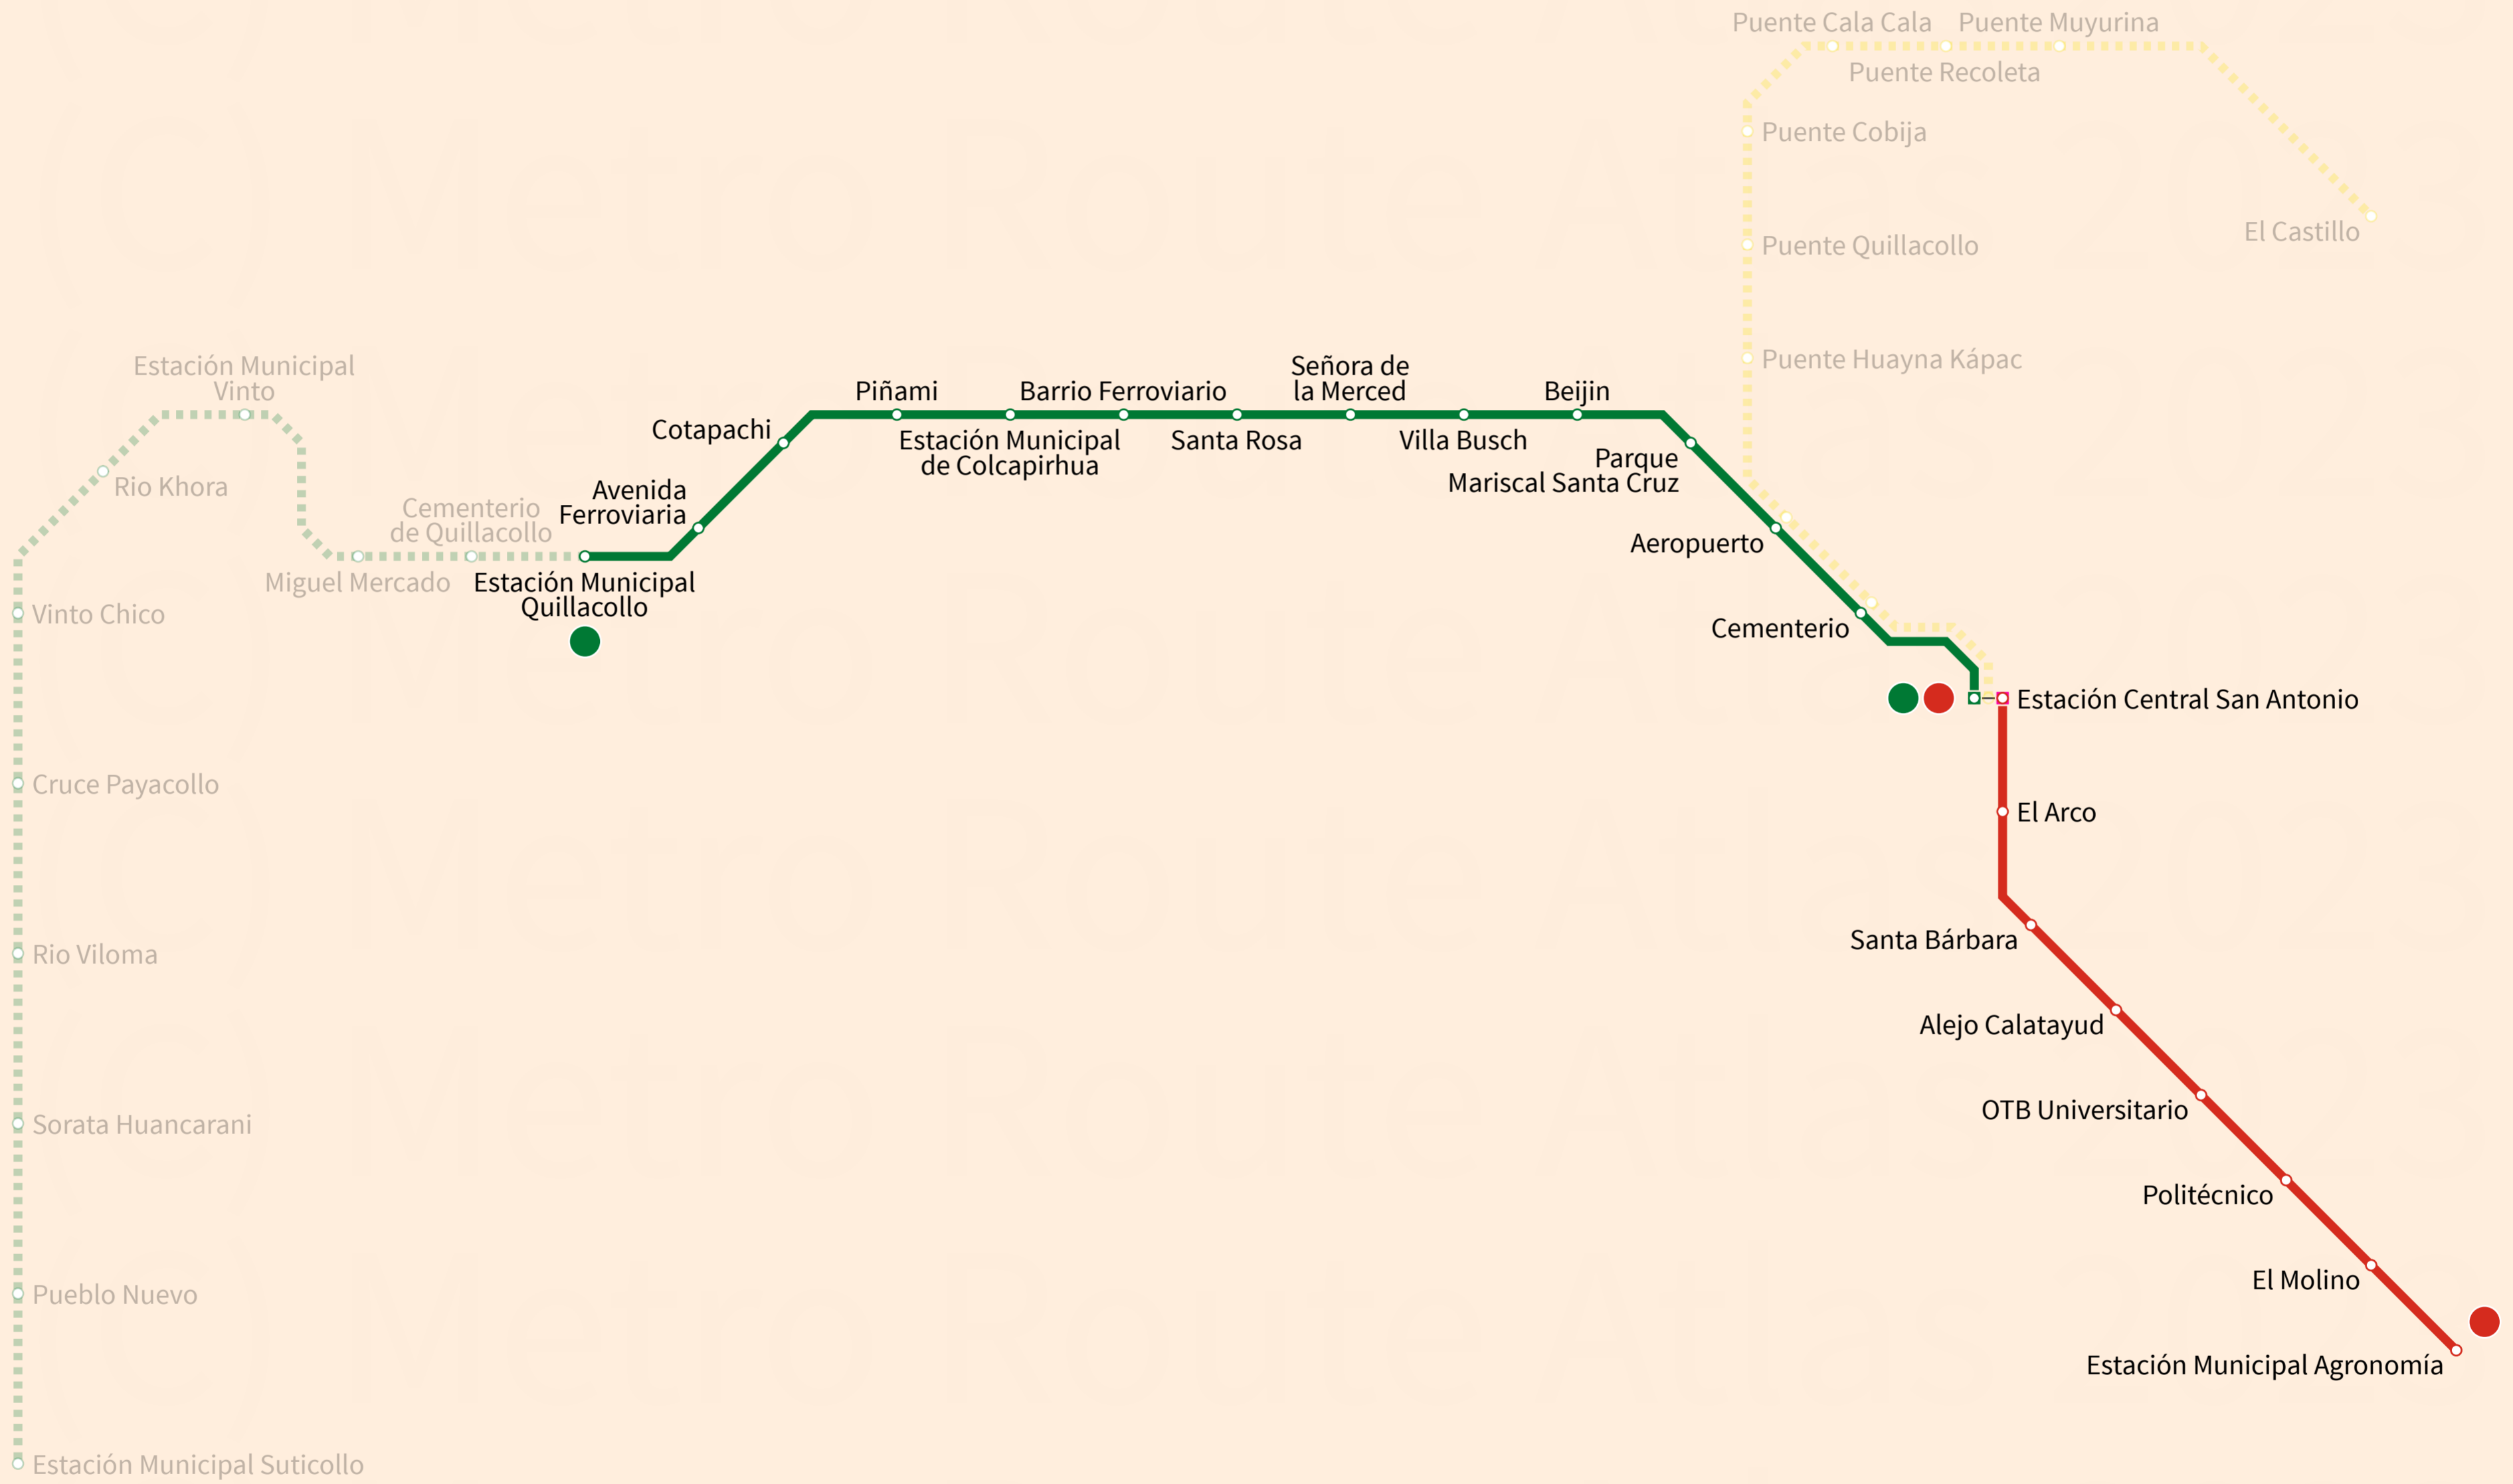 Puente Cala Cala
Puente Muyurina
Puente Recoleta
Puente Cobija
El Castillo
Puente Quillacollo
Puente Huayna Kápac
Estación Municipal
Vinto
Rio Khora
Cementerio
de Quillacollo
Miguel Mercado
Vinto Chico
Cruce Payacollo
Rio Viloma
Sorata Huancarani
Pueblo Nuevo
Estación Municipal Suticollo
Estación Municipal
Quillacollo
Avenida
Ferroviaria
Cotapachi
Piñami
Estación Municipal
de Colcapirhua
Barrio Ferroviario
Santa Rosa
Señora de
la Merced
Villa Busch
Beijin
Parque
Mariscal Santa Cruz
Aeropuerto
Cementerio
Estación Central San Antonio
El Arco
Santa Bárbara
Alejo Calatayud
OTB Universitario
Politécnico
El Molino
Estación Municipal Agronomía